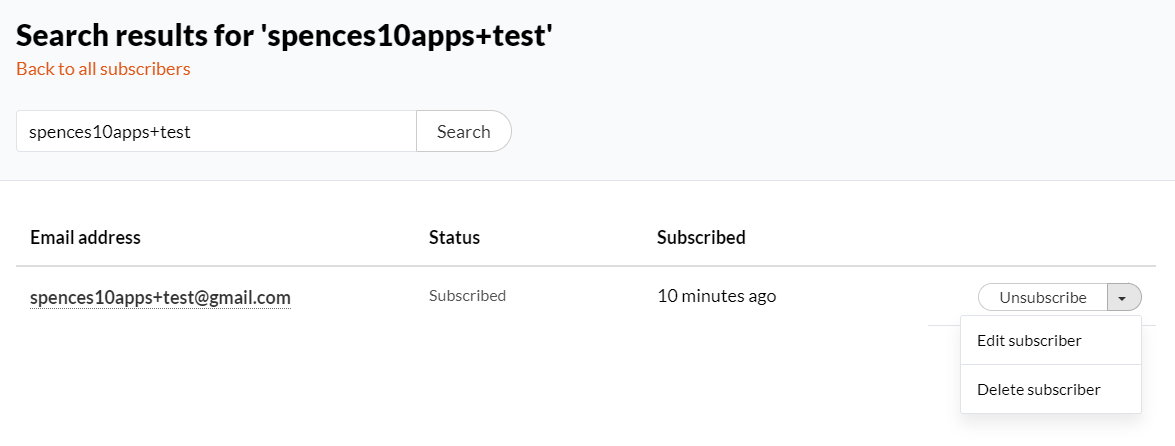 Search results for 'spences10apps+test'
Back to all subscribers
spences10apps+test Search
Email address Status Subscribed
spences10apps+test@gmail.com Subscribed 10 minutes ago Unsubscribe
Edit subscriber
Delete subscriber